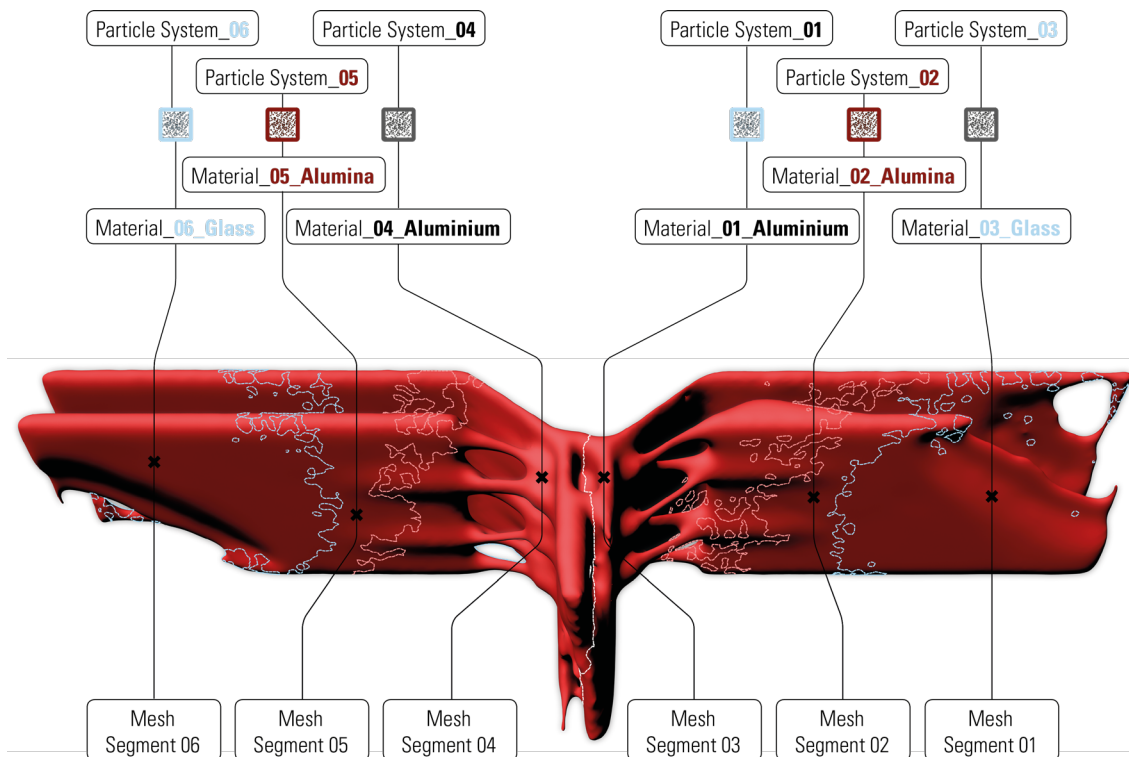 Particle System_06
Particle System_04
Particle System_01
Particle System_03
Particle System_05
Particle System_02
Material_05_Alumina
Material_02_Alumina
Material_06_Glass
Material_04_Aluminium
Material_01_Aluminium
Material_03_Glass
Mesh
Segment 06
Mesh
Segment 05
Mesh
Segment 04
Mesh
Segment 03
Mesh
Segment 02
Mesh
Segment 01